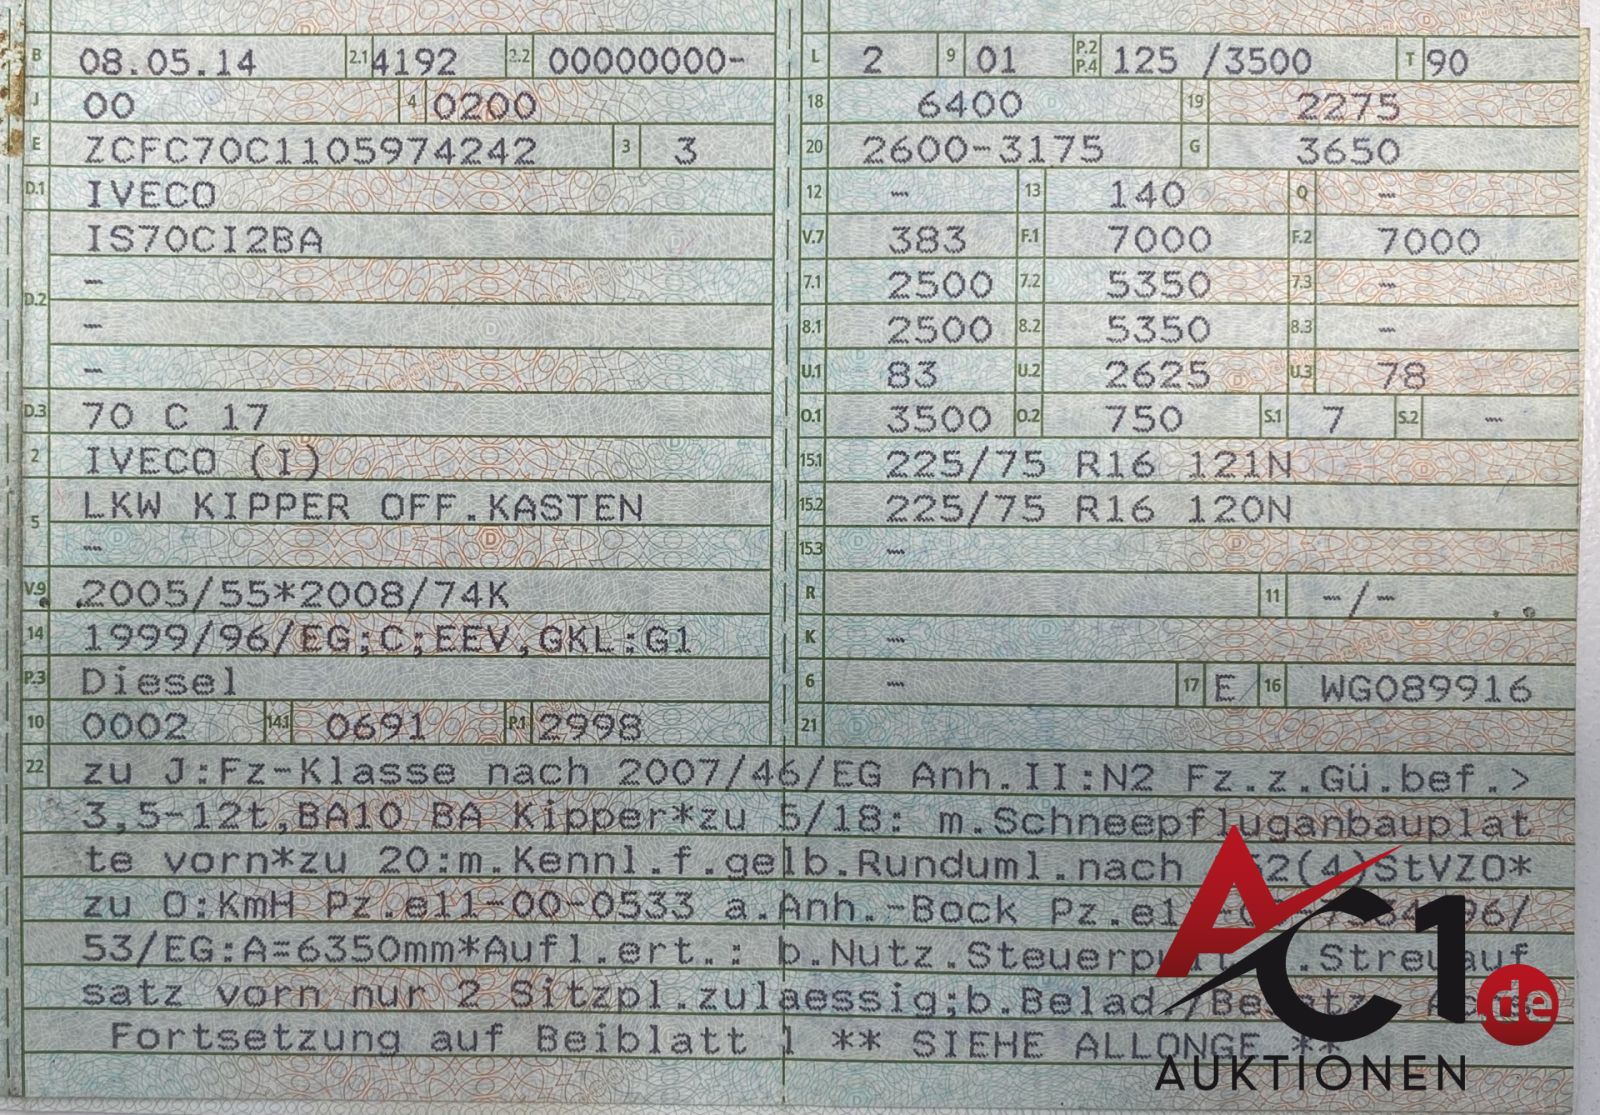 B 08.05.14 2.1 4192 2.2 00000000-
J 00 4 0200
E ZCFC70C1105974242 3 3
D.1 IVECO
IS70CI2BA
D.2 –
–
–
D.3 70 C 17
2 IVECO (I)
5 LKW KIPPER OFF.KASTEN
–
V.9 2005/55*2008/74K
14 1999/96/EG;C;EEV,GKL:G1
P.3 Diesel
10 0002 14.1 0691 P.1 2998
L 2 9 01 P.2 P.4 125 /3500 T 90
18 6400 19 2275
20 2600-3175 G 3650
12 – 13 140 Q –
V.7 383 F.1 7000 F.2 7000
7.1 2500 7.2 5350 7.3 –
8.1 2500 8.2 5350 8.3 –
U.1 83 U.2 2625 U.3 78
O.1 3500 O.2 750 S.1 7 S.2 –
15.1 225/75 R16 121N
15.2 225/75 R16 120N
15.3 –
R 11 –/–
K –
6 – 17 E 16 WG089916
21
22 zu J:Fz-Klasse nach 2007/46/EG Anh.II:N2 Fz.z.Gü.bef.>
3,5-12t,BA10 BA Kipper*zu 5/18: m.Schneepfluganbauplat
te vorn*zu 20:m.Kennl.f.gelb.Runduml.nach 52(4)StVZO*
zu O:KmH Pz.e11-00-0533 a.Anh.-Bock 96/
53/EG:A=6350mm*Aufl.ert.: b.Nutz.
satz vorn nur 2 Sitzpl.zulaessig;b.Belad./
Fortsetzung auf Beiblatt 1 ** SIEHE ALLONGE **
AC1.de
AUKTIONEN